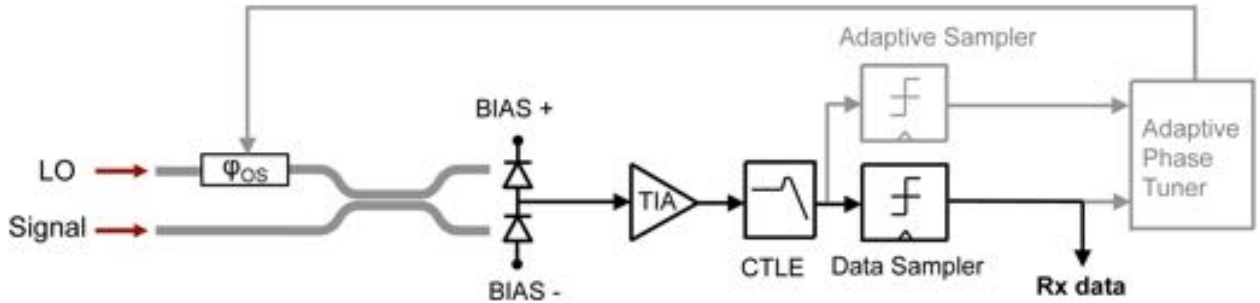 Adaptive Sampler
BIAS +
LO
φOS
Adaptive
Phase
Tuner
TIA
Signal
CTLE
Data Sampler
BIAS -
Rx data